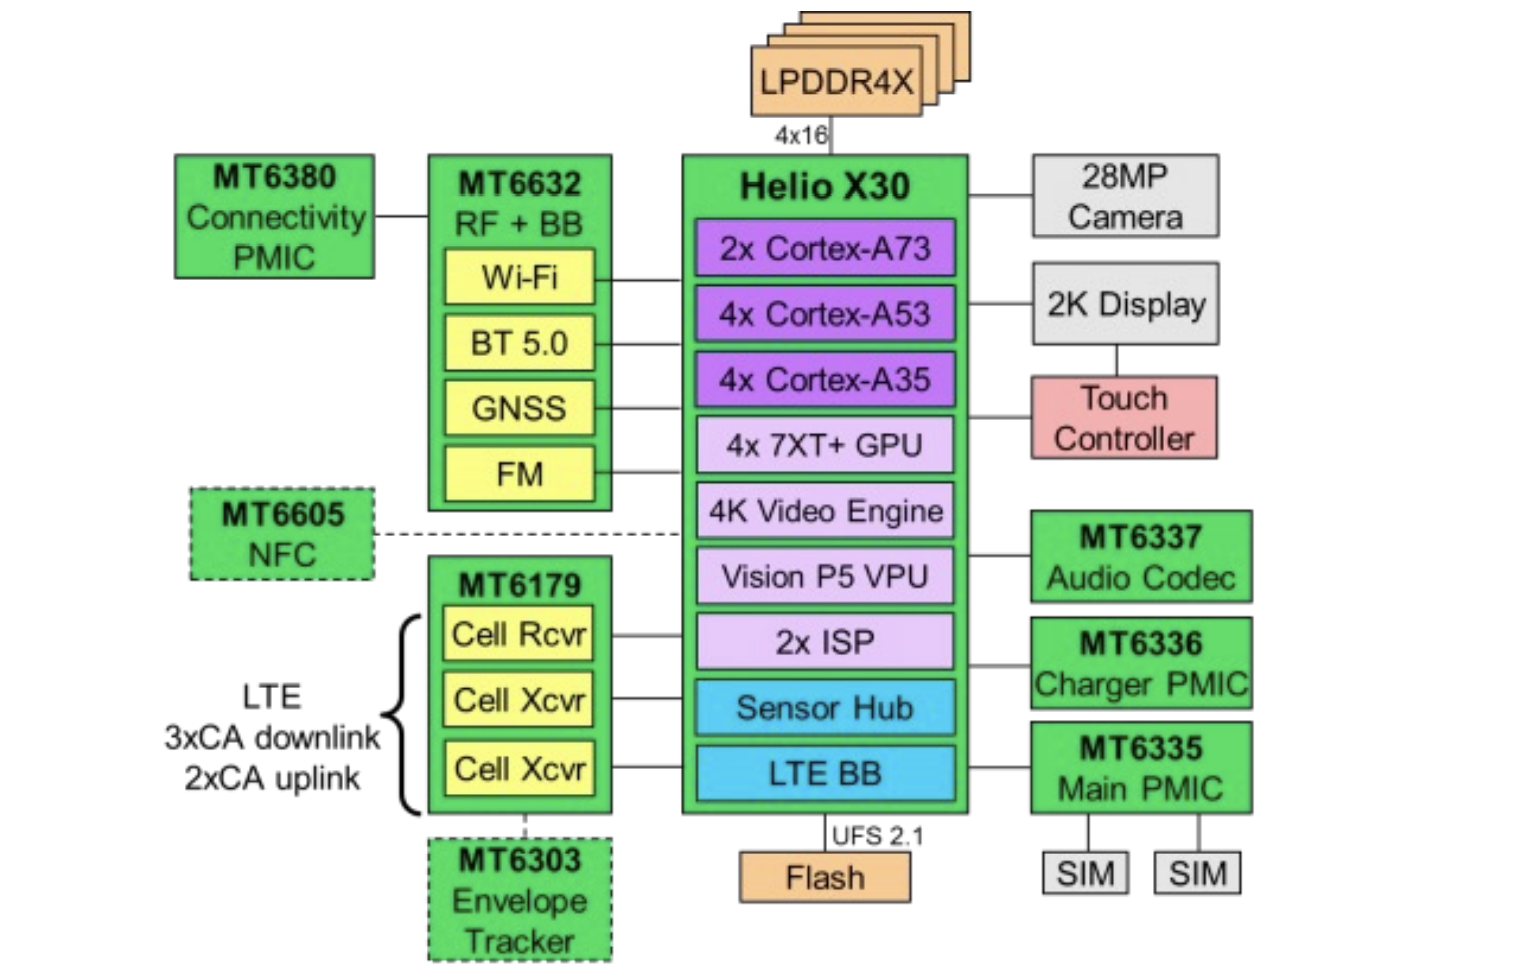 LPDDR4X
4x16
MT6380
Connectivity
PMIC
MT6632
RF + BB
Wi-Fi
BT 5.0
GNSS
FM
MT6605
NFC
MT6179
Cell Rcvr
Cell Xcvr
Cell Xcvr
LTE
3xCA downlink
2xCA uplink
MT6303
Envelope
Tracker
Helio X30
2x Cortex-A73
4x Cortex-A53
4x Cortex-A35
4x 7XT+ GPU
4K Video Engine
Vision P5 VPU
2x ISP
Sensor Hub
LTE BB
UFS 2.1
Flash
28MP
Camera
2K Display
Touch
Controller
MT6337
Audio Codec
MT6336
Charger PMIC
MT6335
Main PMIC
SIM
SIM